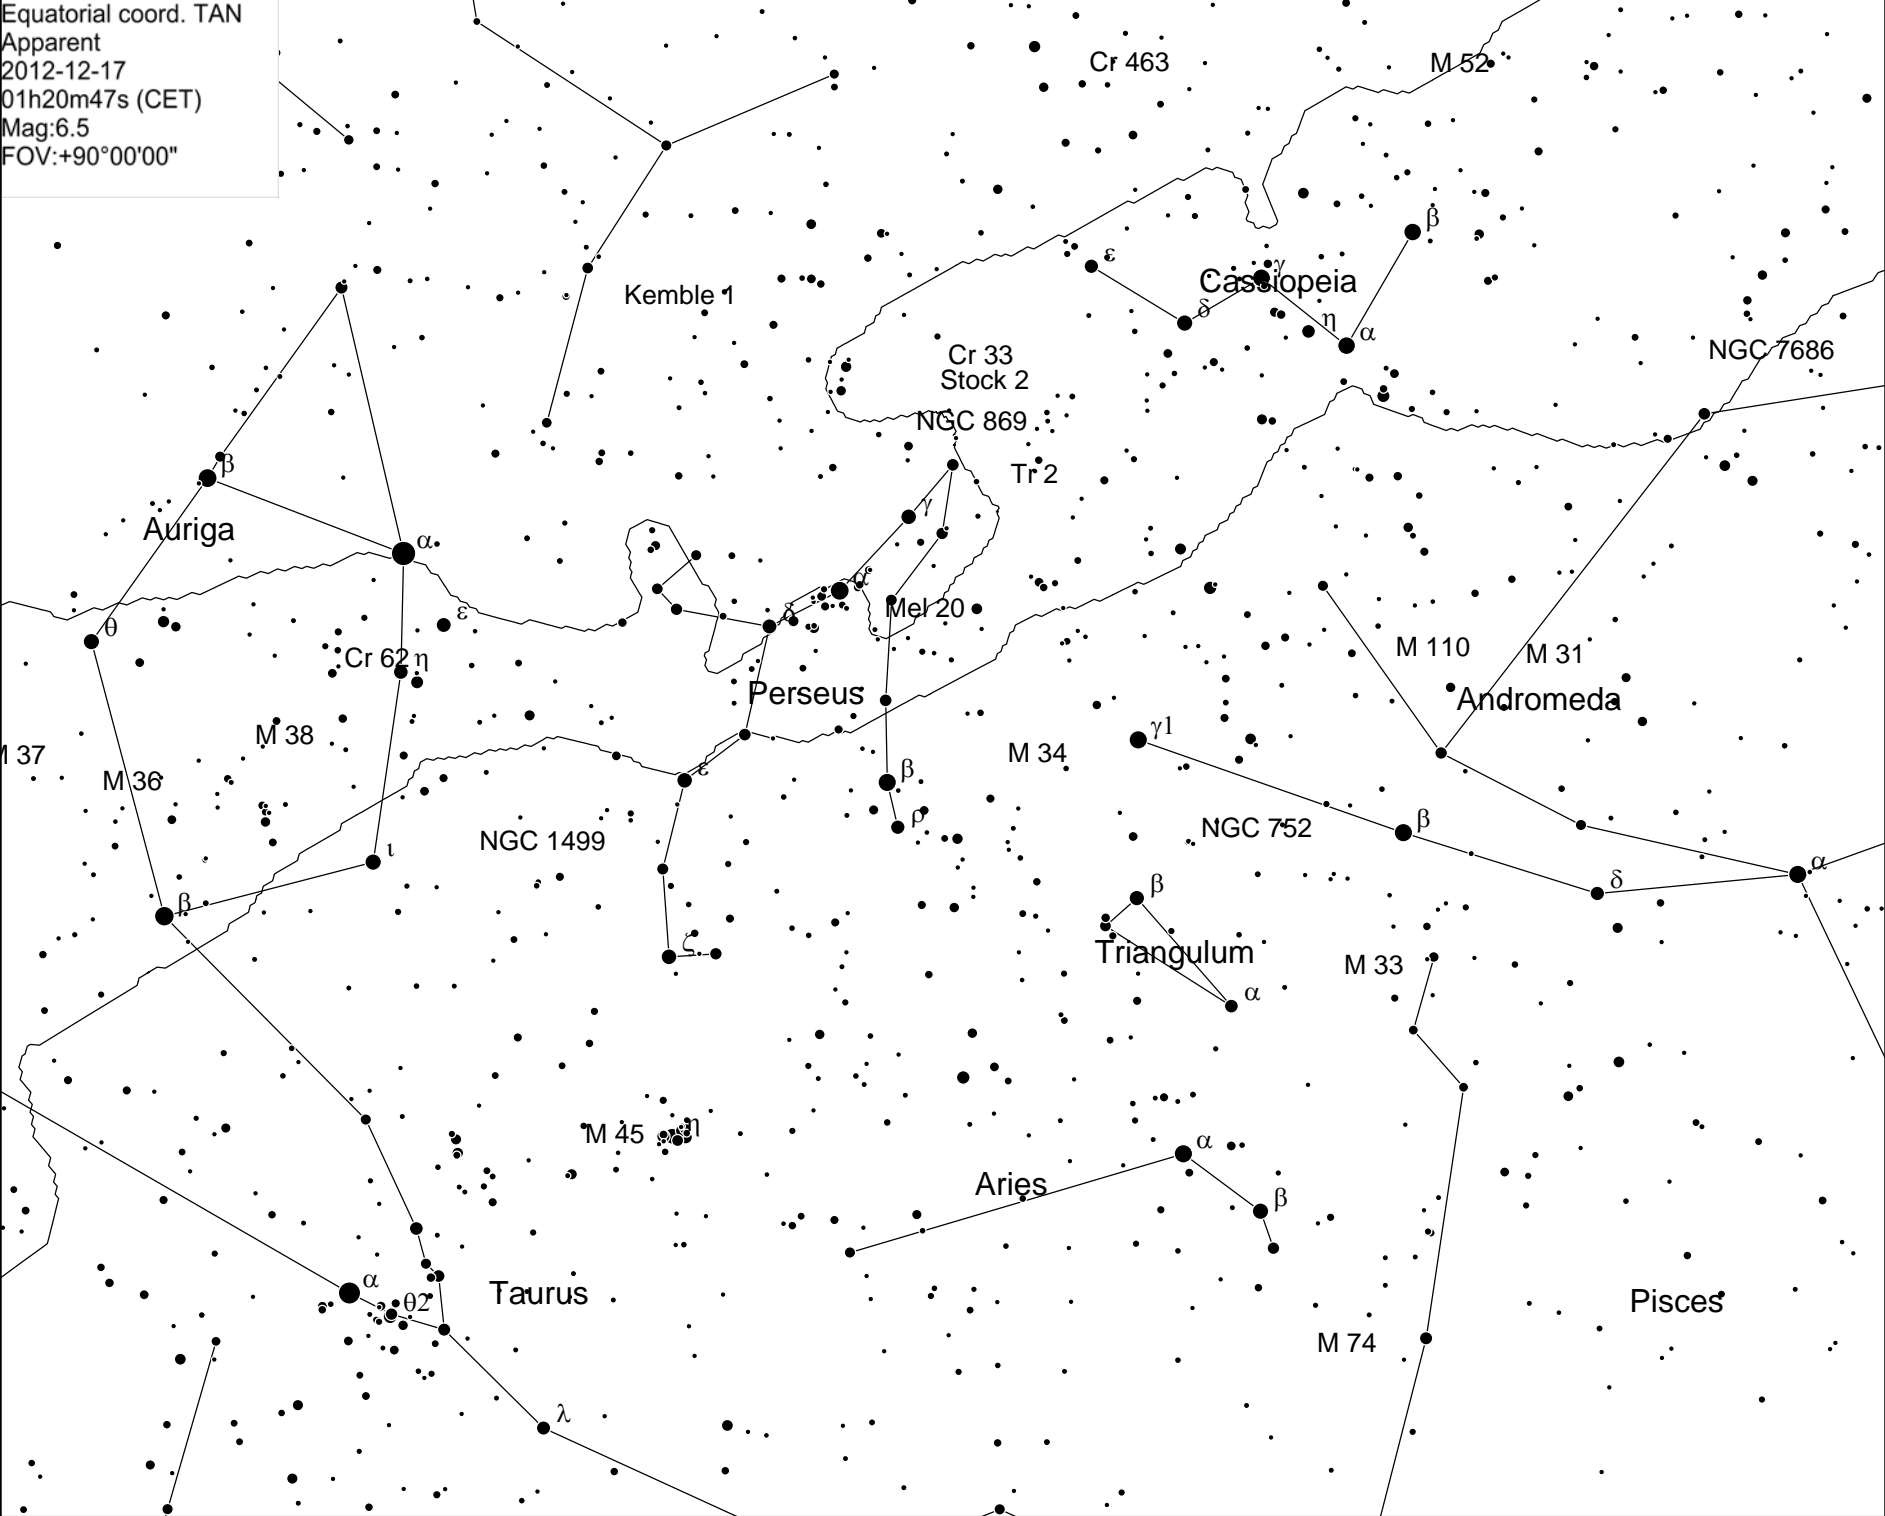 Equatorial coord. TAN
Apparent
2012-12-17
01h20m47s (CET)
Mag:6.5
FOV:+90°00'00"
Cr 463
M 52
β
ε
γ
Cassiopeia
Kemble 1
δ
η
α
NGC 7686
Cr 33
Stock 2
NGC 869
β
Tr 2
γ
Auriga
α
α
ε
δ
Mel 20
θ
Cr 62
η
M 110
M 31
Perseus
Andromeda
M 38
γ1
M 37
M 34
ε
β
M 36
ρ
β
NGC 752
NGC 1499
ι
α
δ
β
β
ζ
Triangulum
M 33
α
M 45
η
α
Aries
β
α
Taurus
θ2
Pisces
M 74
λ